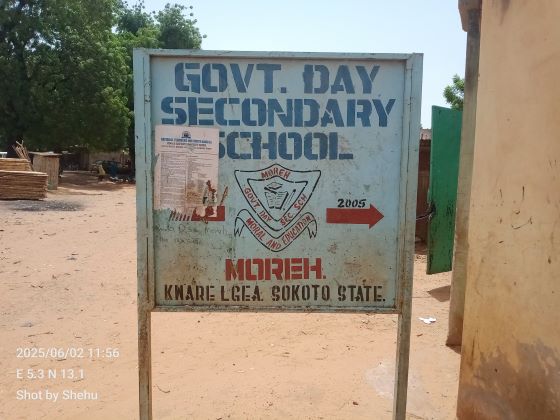 GOVT. DAY
SECONDARY
SCHOOL
MOREH
GOVT DAY SEC SCH
MORAL AND EDUCATION
2005
MOREH.
KWARE LGEA. SOKOTO STATE.
2025/06/02 11:56
E 5.3 N 13.1
Shot by Shehu